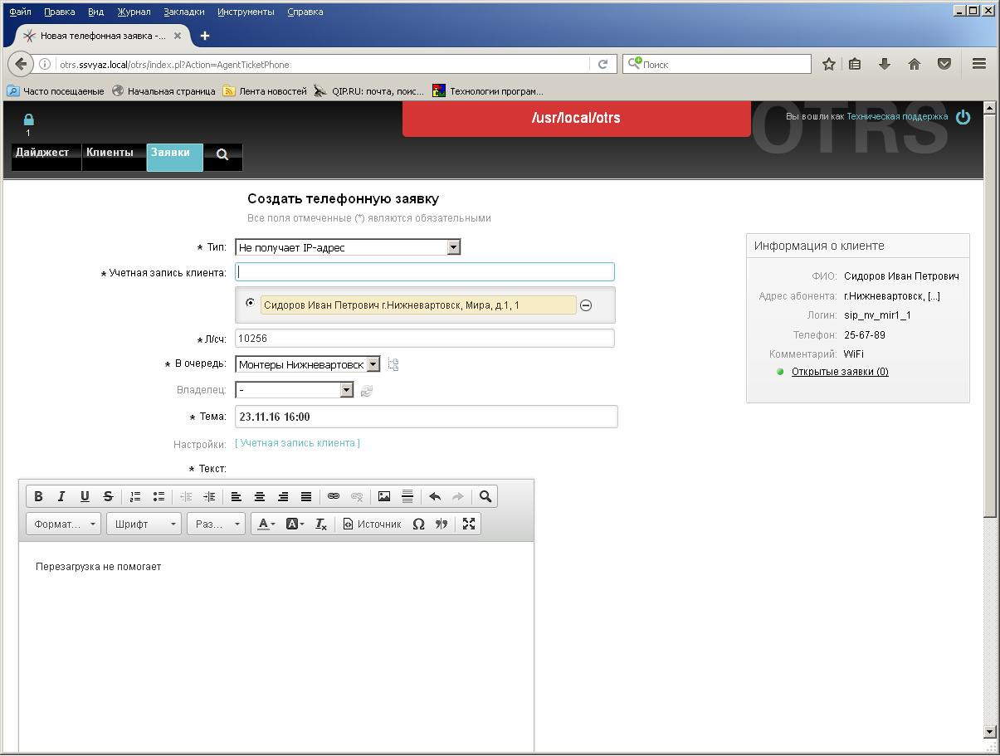 Файл Правка Вид Журнал Закладки Инструменты Справка
Новая телефонная заявка -...
otrs.ssvyaz.local/otrs/index.pl?Action=AgentTicketPhone
Поиск
Часто посещаемые Начальная страница Лента новостей QIP.RU: почта, поис... Технологии програм...
1
/usr/local/otrs
OTRS
Вы вошли как Техническая поддержка
Дайджест Клиенты Заявки
Создать телефонную заявку
Все поля отмеченные (*) являются обязательными
* Тип: Не получает IP-адрес
* Учетная запись клиента:
Сидоров Иван Петрович г.Нижневартовск, Мира, д.1, 1
* Л/сч: 10256
* В очередь: Монтеры Нижневартовск
Владелец: -
* Тема: 23.11.16 16:00
Настройки: [ Учетная запись клиента ]
* Текст:
Информация о клиенте
ФИО: Сидоров Иван Петрович
Адрес абонента: г.Нижневартовск, [...]
Логин: sip_nv_mir1_1
Телефон: 25-67-89
Комментарий: WiFi
Открытые заявки (0)
B I U S
Формат... Шрифт Раз... A A Tx Источник Ω
Перезагрузка не помогает